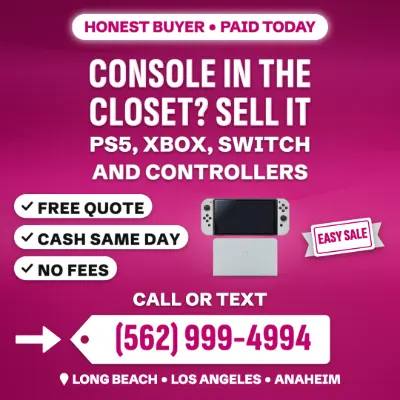 HONEST BUYER • PAID TODAY
CONSOLE IN THE
CLOSET? SELL IT
PS5, XBOX, SWITCH
AND CONTROLLERS
✓ FREE QUOTE
✓ CASH SAME DAY
✓ NO FEES
EASY SALE
CALL OR TEXT
(562) 999-4994
LONG BEACH • LOS ANGELES • ANAHEIM